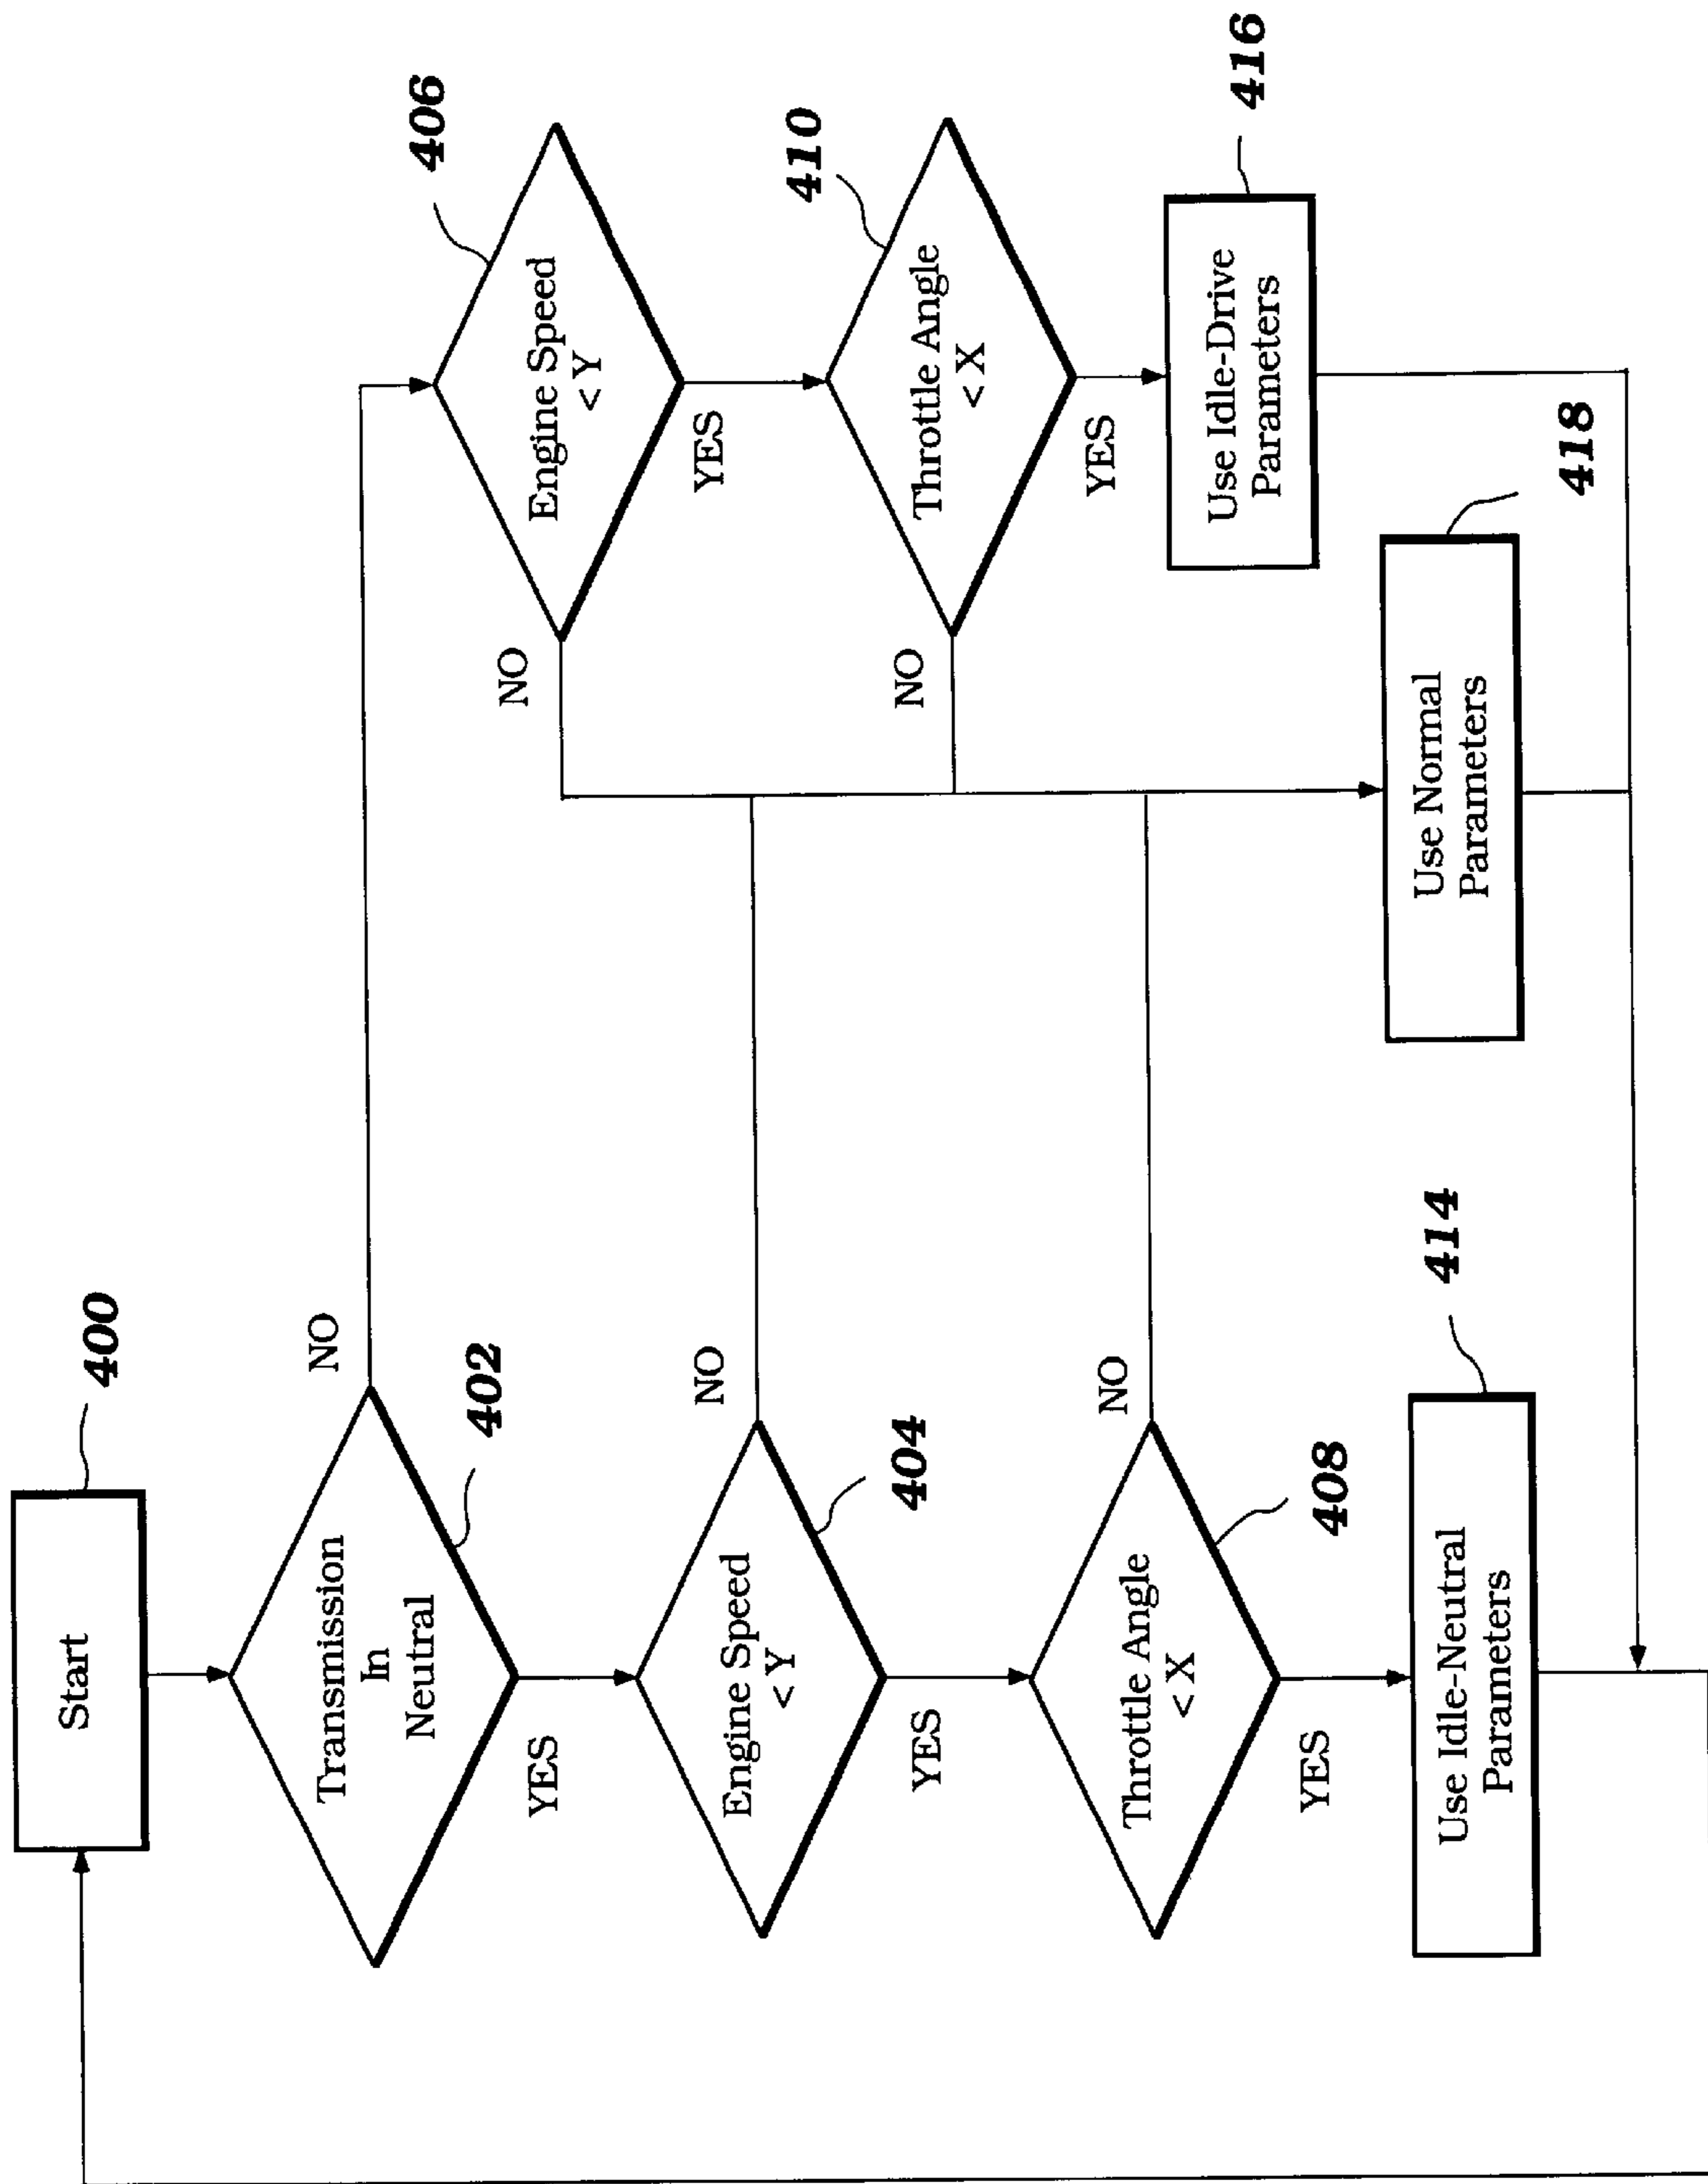 Start
400
Transmission
In
Neutral
402
NO
YES
Engine Speed
< Y
404
NO
YES
Throttle Angle
< X
408
NO
YES
Use Idle-Neutral
Parameters
414
Engine Speed
< Y
406
NO
YES
Throttle Angle
< X
410
NO
YES
Use Idle-Drive
Parameters
416
Use Normal
Parameters
418